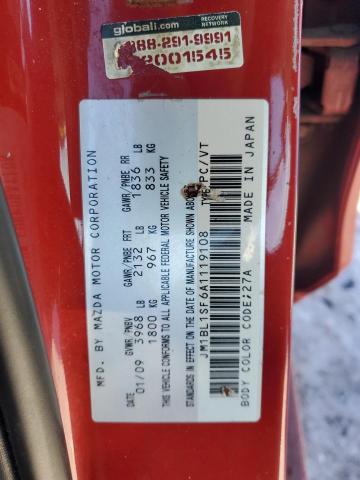 globali.com
RECOVERY
NETWORK
888-291-9991
2001545
MFD. BY MAZDA MOTOR CORPORATION
DATE GVWR/PNBV GAWR/PNBE FRT GAWR/PNBE RR
01/09 3968 LB 2132 LB 1836 LB
1800 KG 967 KG 833 KG
THIS VEHICLE CONFORMS TO ALL APPLICABLE FEDERAL MOTOR VEHICLE SAFETY
STANDARDS IN EFFECT ON THE DATE OF MANUFACTURE SHOWN ABOVE
JM1BL1SF6A1119108 TYPE PC/VT
BODY COLOR CODE:27A MADE IN JAPAN